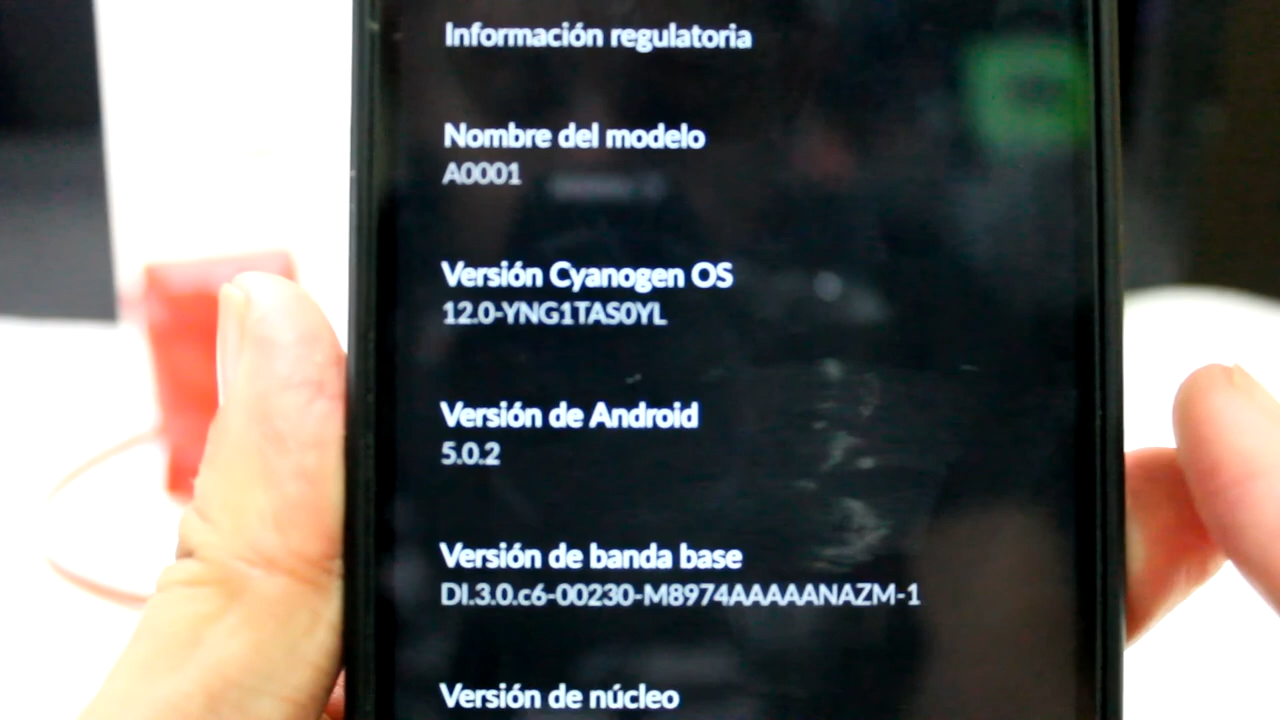 Información regulatoria
Nombre del modelo
A0001
Versión Cyanogen OS
12.0-YNG1TAS0YL
Versión de Android
5.0.2
Versión de banda base
DI.3.0.c6-00230-M8974AAAAANAZM-1
Versión de núcleo